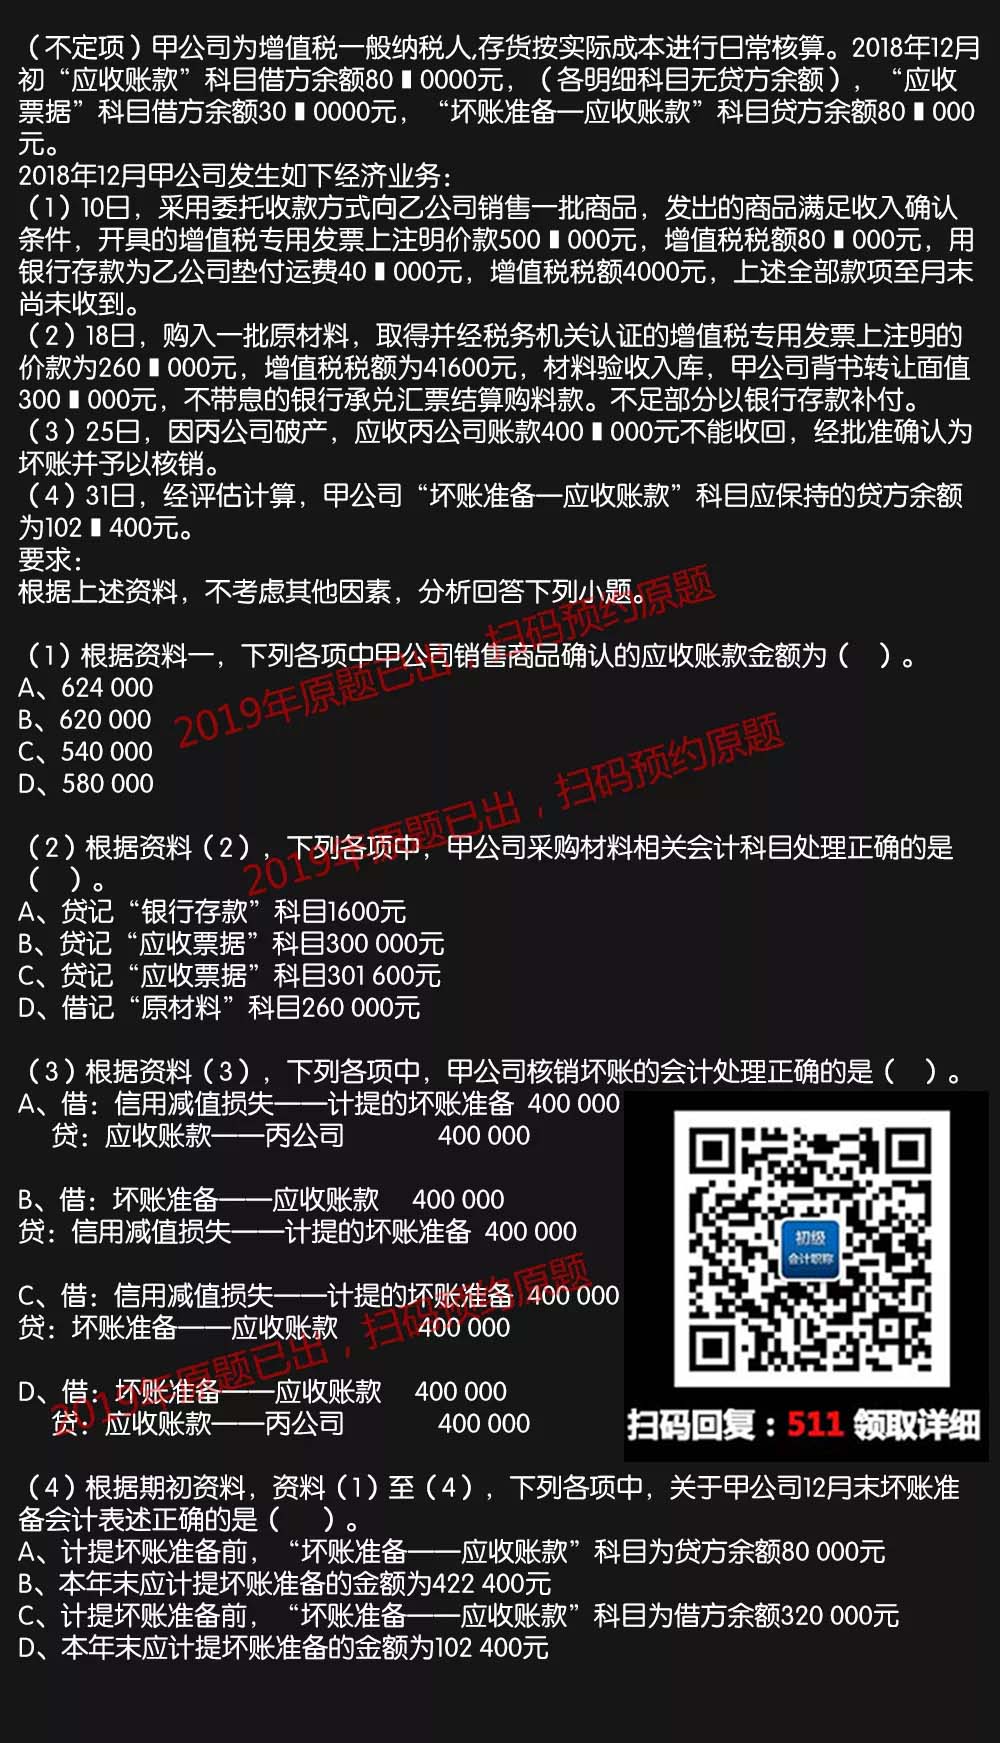 （不定项）甲公司为增值税一般纳税人,存货按实际成本进行日常核算。2018年12月
初“应收账款”科目借方余额80▮0000元，（各明细科目无贷方余额），“应收
票据”科目借方余额30▮0000元，“坏账准备—应收账款”科目贷方余额80▮000
元。
2018年12月甲公司发生如下经济业务：
（1）10日，采用委托收款方式向乙公司销售一批商品，发出的商品满足收入确认
条件，开具的增值税专用发票上注明价款500▮000元，增值税税额80▮000元，用
银行存款为乙公司垫付运费40▮000元，增值税税额4000元，上述全部款项至月末
尚未收到。
（2）18日，购入一批原材料，取得并经税务机关认证的增值税专用发票上注明的
价款为260▮000元，增值税税额为41600元，材料验收入库，甲公司背书转让面值
300▮000元，不带息的银行承兑汇票结算购料款。不足部分以银行存款补付。
（3）25日，因丙公司破产，应收丙公司账款400▮000元不能收回，经批准确认为
坏账并予以核销。
（4）31日，经评估计算，甲公司“坏账准备—应收账款”科目应保持的贷方余额
为102▮400元。
要求：
根据上述资料，不考虑其他因素，分析回答下列小题。
（1）根据资料一，下列各项中甲公司销售商品确认的应收账款金额为（　）。
A、624 000
B、620 000
C、540 000
D、580 000
2019年原题已出，扫码预约原题
（2）根据资料（2），下列各项中，甲公司采购材料相关会计科目处理正确的是
（　）。
A、贷记“银行存款”科目1600元
B、贷记“应收票据”科目300 000元
C、贷记“应收票据”科目301 600元
D、借记“原材料”科目260 000元
2019年原题已出，扫码预约原题
（3）根据资料（3），下列各项中，甲公司核销坏账的会计处理正确的是（　）。
A、借：信用减值损失——计提的坏账准备 400 000
贷：应收账款——丙公司 400 000
B、借：坏账准备——应收账款 400 000
贷：信用减值损失——计提的坏账准备 400 000
C、借：信用减值损失——计提的坏账准备 400 000
贷：坏账准备——应收账款 400 000
D、借：坏账准备——应收账款 400 000
贷：应收账款——丙公司 400 000
2019年原题已出，扫码预约原题
初级
会计职称
扫码回复：511 领取详细
（4）根据期初资料，资料（1）至（4），下列各项中，关于甲公司12月末坏账准
备会计表述正确的是（　）。
A、计提坏账准备前，“坏账准备——应收账款”科目为贷方余额80 000元
B、本年末应计提坏账准备的金额为422 400元
C、计提坏账准备前，“坏账准备——应收账款”科目为借方余额320 000元
D、本年末应计提坏账准备的金额为102 400元